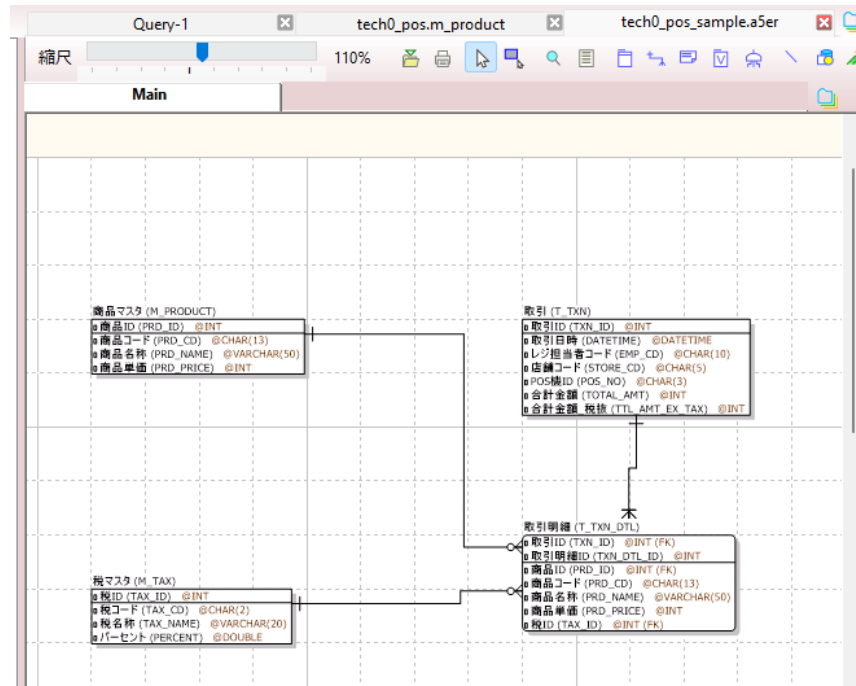 Query-1
tech0_pos.m_product
tech0_pos_sample.a5er
縮尺
110%
Main
商品マスタ (M_PRODUCT)
商品ID (PRD_ID) @INT
商品コード (PRD_CD) @CHAR(13)
商品名称 (PRD_NAME) @VARCHAR(50)
商品単価 (PRD_PRICE) @INT
取引 (T_TXN)
取引ID (TXN_ID) @INT
取引日時 (DATETIME) @DATETIME
レジ担当者コード (EMP_CD) @CHAR(10)
店舗コード (STORE_CD) @CHAR(5)
POS機ID (POS_NO) @CHAR(3)
合計金額 (TOTAL_AMT) @INT
合計金額_税抜 (TTL_AMT_EX_TAX) @INT
税マスタ (M_TAX)
税ID (TAX_ID) @INT
税コード (TAX_CD) @CHAR(2)
税名称 (TAX_NAME) @VARCHAR(20)
パーセント (PERCENT) @DOUBLE
取引明細 (T_TXN_DTL)
取引ID (TXN_ID) @INT (FK)
取引明細ID (TXN_DTL_ID) @INT
商品ID (PRD_ID) @INT (FK)
商品コード (PRD_CD) @CHAR(13)
商品名称 (PRD_NAME) @VARCHAR(50)
商品単価 (PRD_PRICE) @INT
税ID (TAX_ID) @INT (FK)